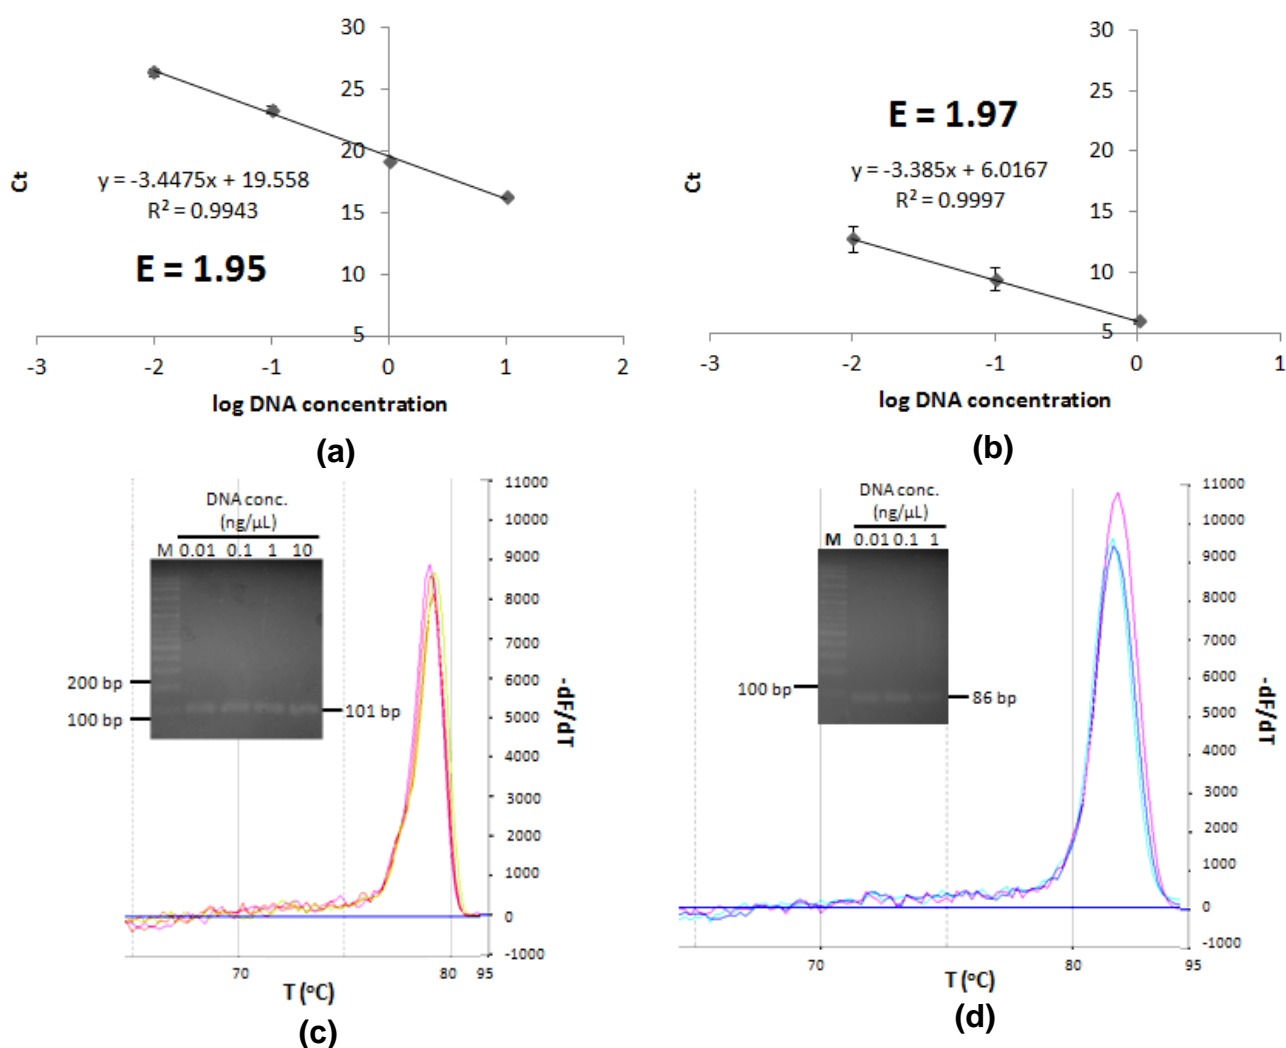 30
25
20
15
10
5
Ct
y = -3.4475x + 19.558
R² = 0.9943
E = 1.95
-3 -2 -1 0 1 2
log DNA concentration
(a)
30
25
20
15
10
5
Ct
E = 1.97
y = -3.385x + 6.0167
R² = 0.9997
-3 -2 -1 0 1
log DNA concentration
(b)
DNA conc.
(ng/µL)
M 0.01 0.1 1 10
200 bp
100 bp
101 bp
11000
10000
9000
8000
7000
6000
5000
4000
3000
2000
1000
0
-1000
-dF/dT
70 80 95
T (°C)
(c)
DNA conc.
(ng/µL)
M 0.01 0.1 1
100 bp
86 bp
11000
10000
9000
8000
7000
6000
5000
4000
3000
2000
1000
0
-1000
-dF/dT
70 80 95
T (°C)
(d)